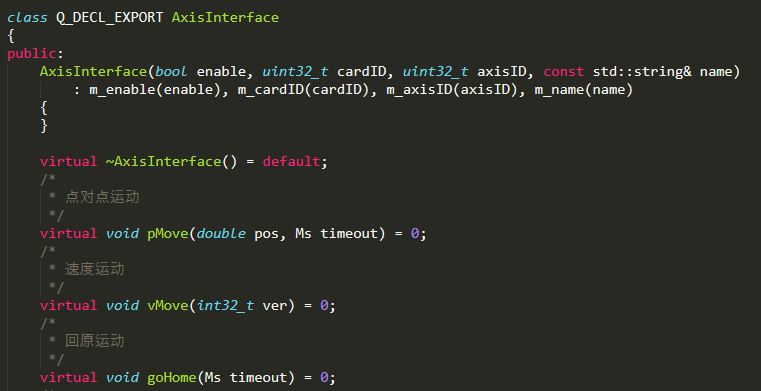 class Q_DECL_EXPORT AxisInterface
{
public:
AxisInterface(bool enable, uint32_t cardID, uint32_t axisID, const std::string& name)
: m_enable(enable), m_cardID(cardID), m_axisID(axisID), m_name(name)
{
}
virtual ~AxisInterface() = default;
/*
* 点对点运动
*/
virtual void pMove(double pos, Ms timeout) = 0;
/*
* 速度运动
*/
virtual void vMove(int32_t ver) = 0;
/*
* 回原运动
*/
virtual void goHome(Ms timeout) = 0;